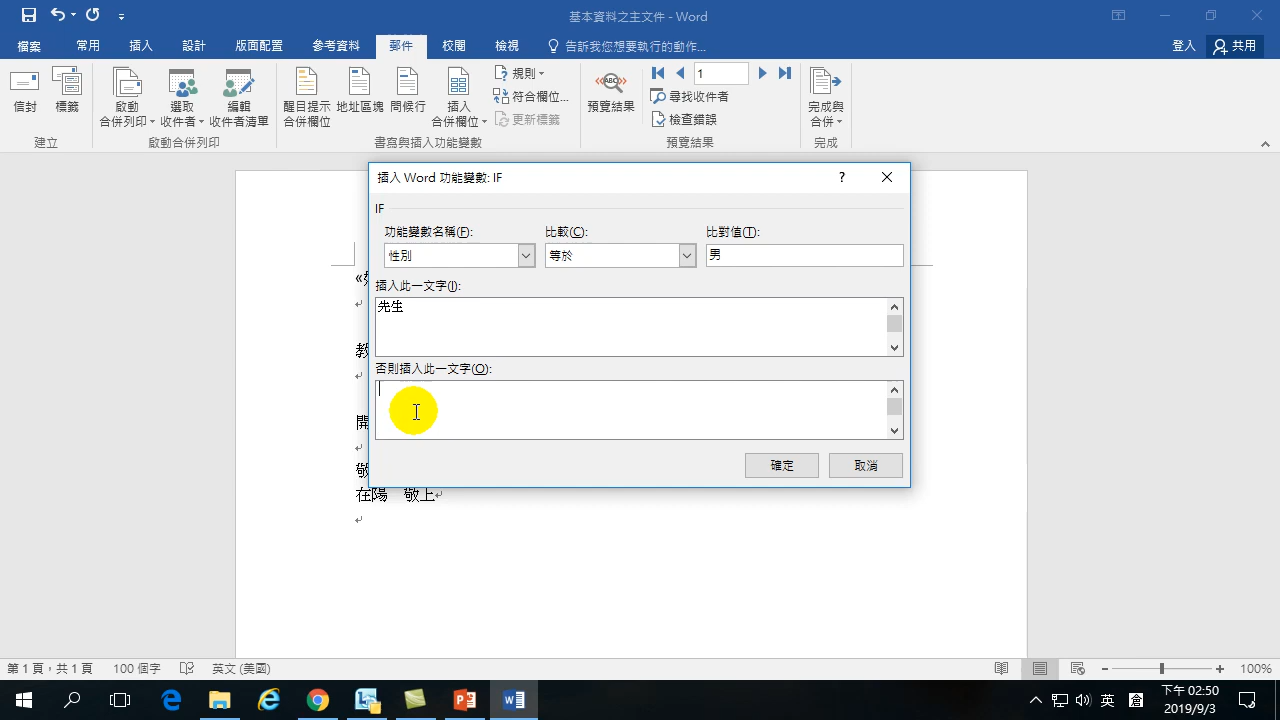 基本資料之主文件 - Word
檔案 常用 插入 設計 版面配置 參考資料 郵件 校閱 檢視 告訴我您想要執行的動作... 登入 共用
信封 標籤 啟動 合併列印 選取 收件者 編輯 收件者清單 醒目提示 合併欄位 地址區塊 問候行 插入 合併欄位 規則 符合欄位... 更新標籤 ABC 預覽結果 1 尋找收件者 檢查錯誤 完成與 合併
建立 啟動合併列印 書寫與插入功能變數 預覽結果 完成
插入 Word 功能變數: IF ?
IF
功能變數名稱(F): 比較(C): 比對值(T):
性別 等於 男
插入此一文字(I):
先生
否則插入此一文字(O):
確定 取消
教
開
敬
在陽 敬上
第 1 頁，共 1 頁 100 個字 英文 (美國) 100%
英 下午 02:50
2019/9/3